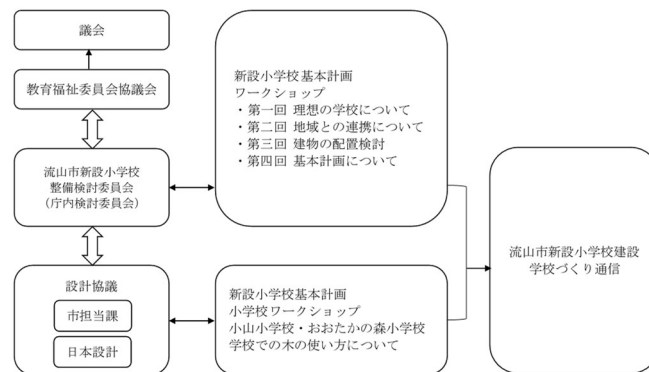 議会
教育福祉委員会協議会
流山市新設小学校
整備検討委員会
（庁内検討委員会）
設計協議
市担当課
日本設計
新設小学校基本計画
ワークショップ
・第一回 理想の学校について
・第二回 地域との連携について
・第三回 建物の配置検討
・第四回 基本計画について
新設小学校基本計画
小学校ワークショップ
小山小学校・おおたかの森小学校
学校での木の使い方について
流山市新設小学校建設
学校づくり通信